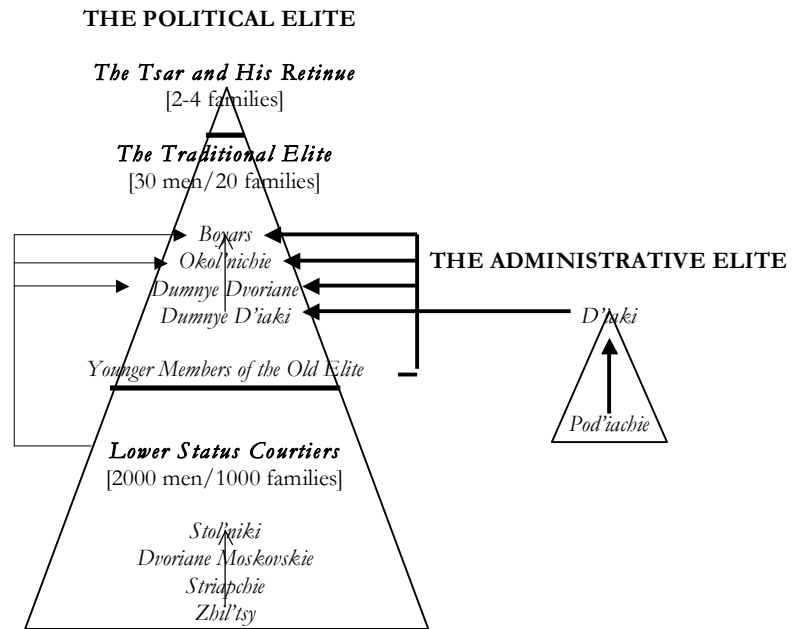 THE POLITICAL ELITE
The Tsar and His Retinue
[2-4 families]
The Traditional Elite
[30 men/20 families]
Boyars
Okol'nichie
THE ADMINISTRATIVE ELITE
Dumnye Dvoriane
Dumnye D'iaki
D'iaki
Younger Members of the Old Elite
Pod'iachie
Lower Status Courtiers
[2000 men/1000 families]
Stol'niki
Dvoriane Moskovskie
Striapchie
Zhil'tsy